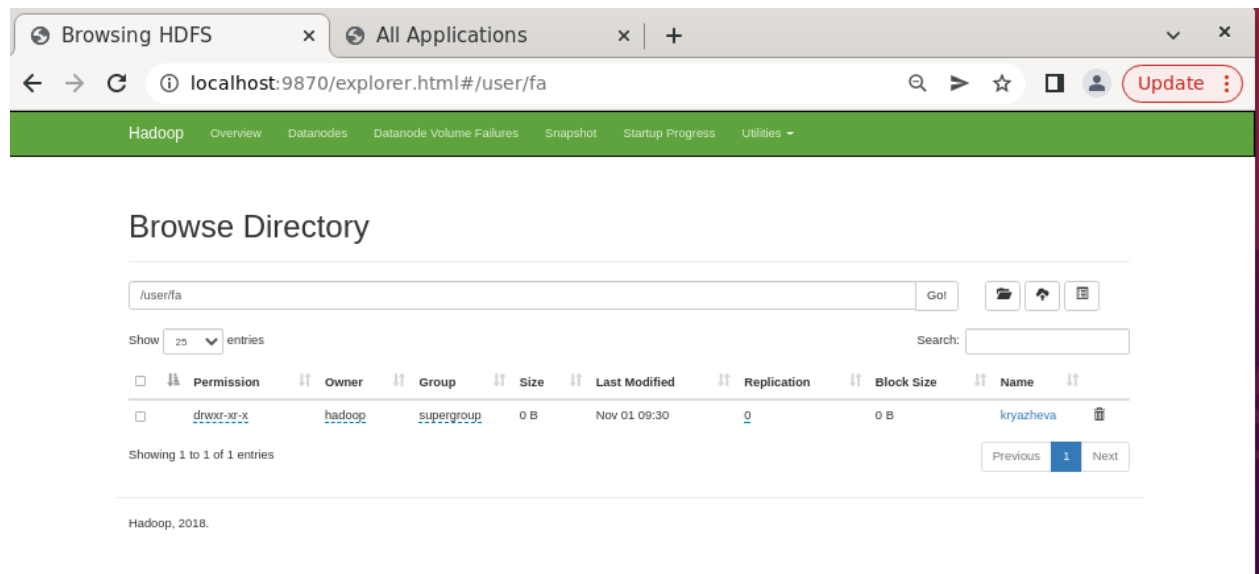 Browsing HDFS All Applications
localhost:9870/explorer.html#/user/fa Update
Hadoop Overview Datanodes Datanode Volume Failures Snapshot Startup Progress Utilities
Browse Directory
/user/fa Go!
Show 25 entries Search:
Permission Owner Group Size Last Modified Replication Block Size Name
drwxr-xr-x hadoop supergroup 0 B Nov 01 09:30 0 0 B kryazheva
Showing 1 to 1 of 1 entries Previous 1 Next
Hadoop, 2018.